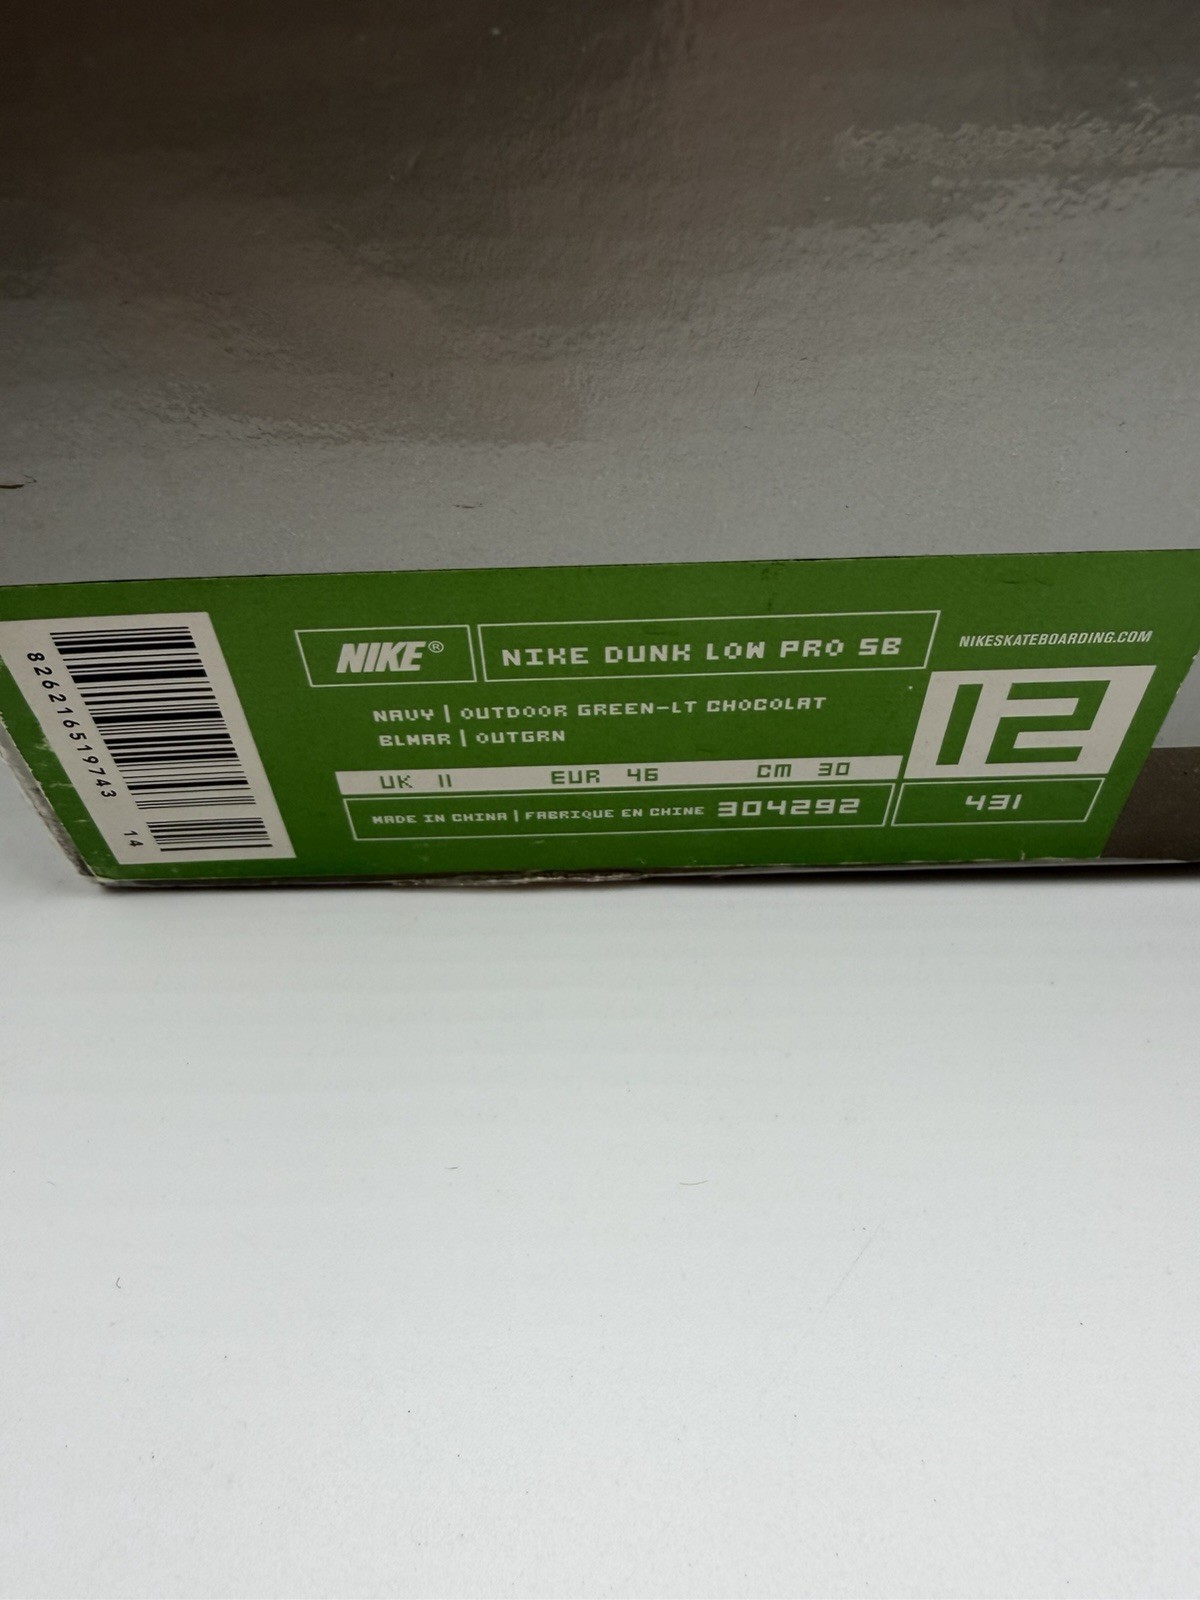 NIKE® NIKE DUNK LOW PRO SB NIKESKATEBOARDING.COM
NAVY | OUTDOOR GREEN-LT CHOCOLAT
BLMAR | OUTGRN
12
UK 11 EUR 46 CM 30
MADE IN CHINA | FABRIQUE EN CHINE 304292 431
826216519743 14